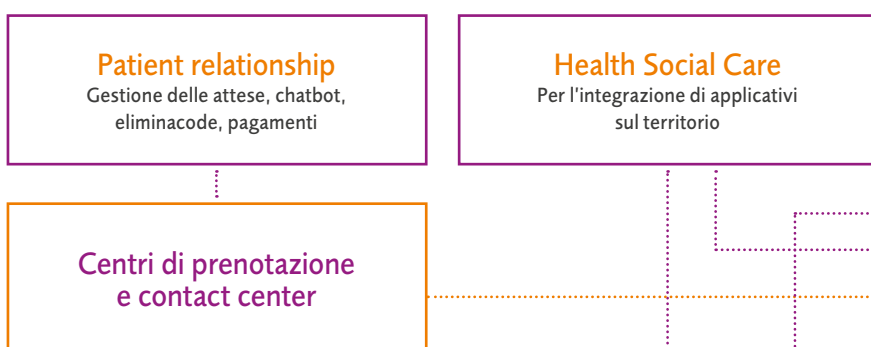 Patient relationship
Gestione delle attese, chatbot,
eliminacode, pagamenti
Health Social Care
Per l'integrazione di applicativi
sul territorio
Centri di prenotazione
e contact center